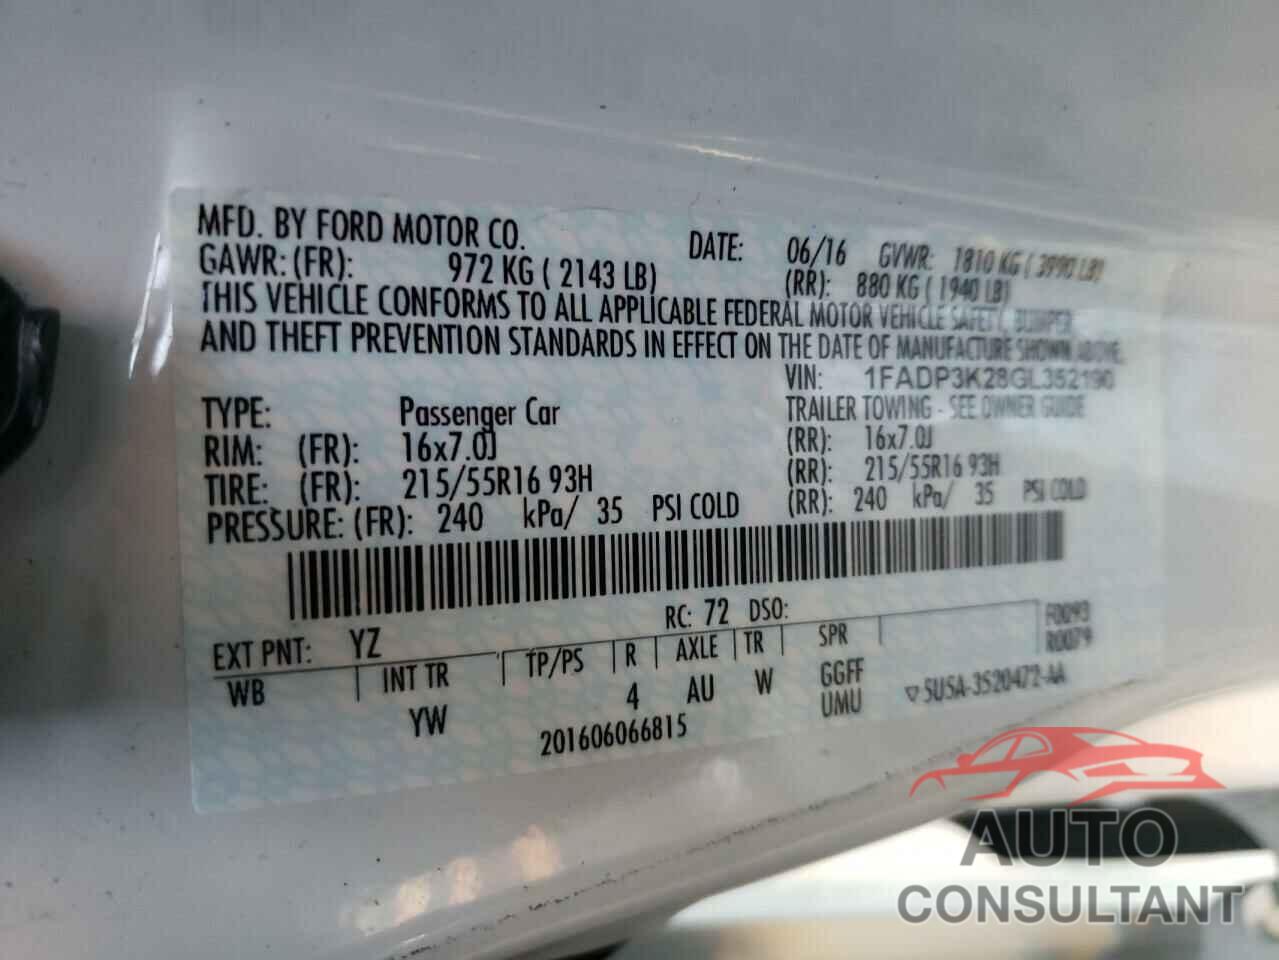 MFD. BY FORD MOTOR CO. DATE: 06/16 GVWR: 1810 KG ( 3990 LB)
GAWR: (FR): 972 KG ( 2143 LB) (RR): 880 KG ( 1940 LB)
THIS VEHICLE CONFORMS TO ALL APPLICABLE FEDERAL MOTOR VEHICLE SAFETY, BUMPER
AND THEFT PREVENTION STANDARDS IN EFFECT ON THE DATE OF MANUFACTURE SHOWN ABOVE.
VIN: 1FADP3K28GL352190
TYPE: Passenger Car TRAILER TOWING - SEE OWNER GUIDE
RIM: (FR): 16x7.0J (RR): 16x7.0J
TIRE: (FR): 215/55R16 93H (RR): 215/55R16 93H
PRESSURE: (FR): 240 kPa/ 35 PSI COLD (RR): 240 kPa/ 35 PSI COLD
RC: 72 DSO: F0093
EXT PNT: YZ R0079
WB INT TR TP/PS R AXLE TR SPR
YW 4 AU W GGFF
UMU
▽ 5U5A-3520472-AA
201606066815
AUTO
CONSULTANT